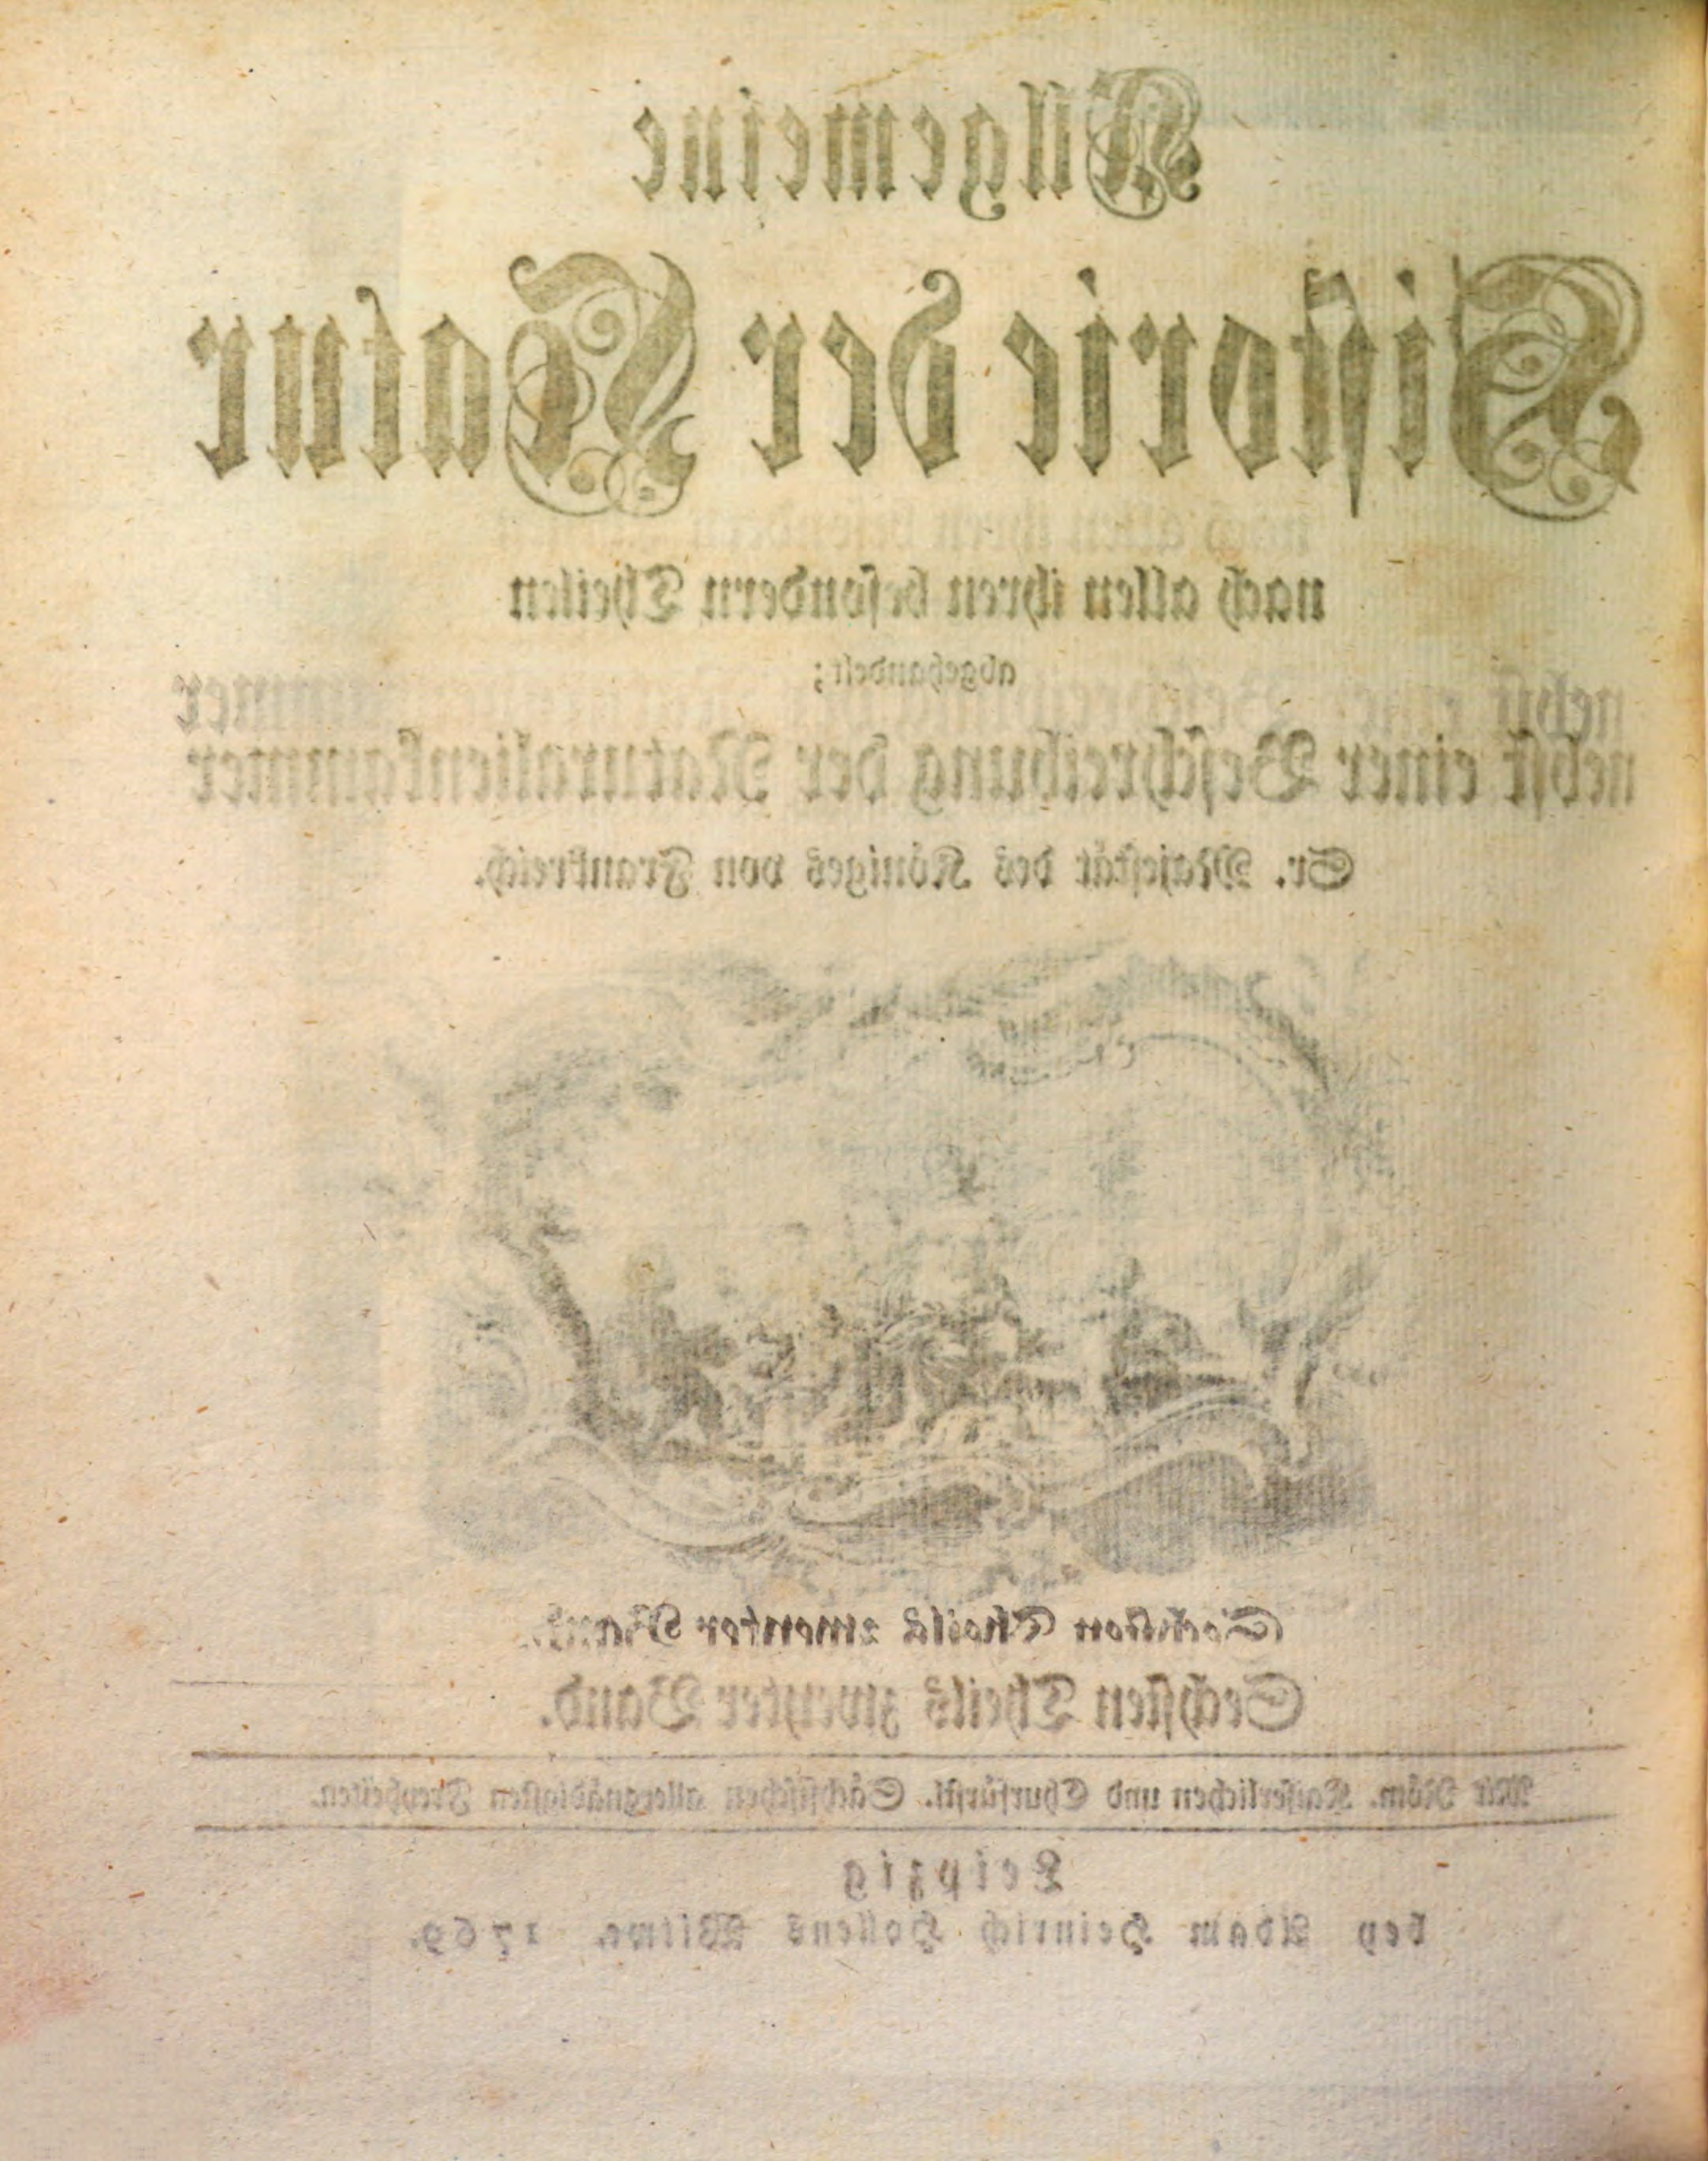 Allgemeine
Historie der Natur
nach allen ihren besondern Theilen
abgehandelt;
nebst einer Beschreibung der Naturalienkammer
Sr. Majestät des Königes von Frankreich.
Sechsten Theils zweyter Band.
Mit Röm. Kayserlichen und Churfürstl. Sächsischen allergnädigsten Freyheiten.
Leipzig
bey Adam Heinrich Hollens Wittwe. 1769.